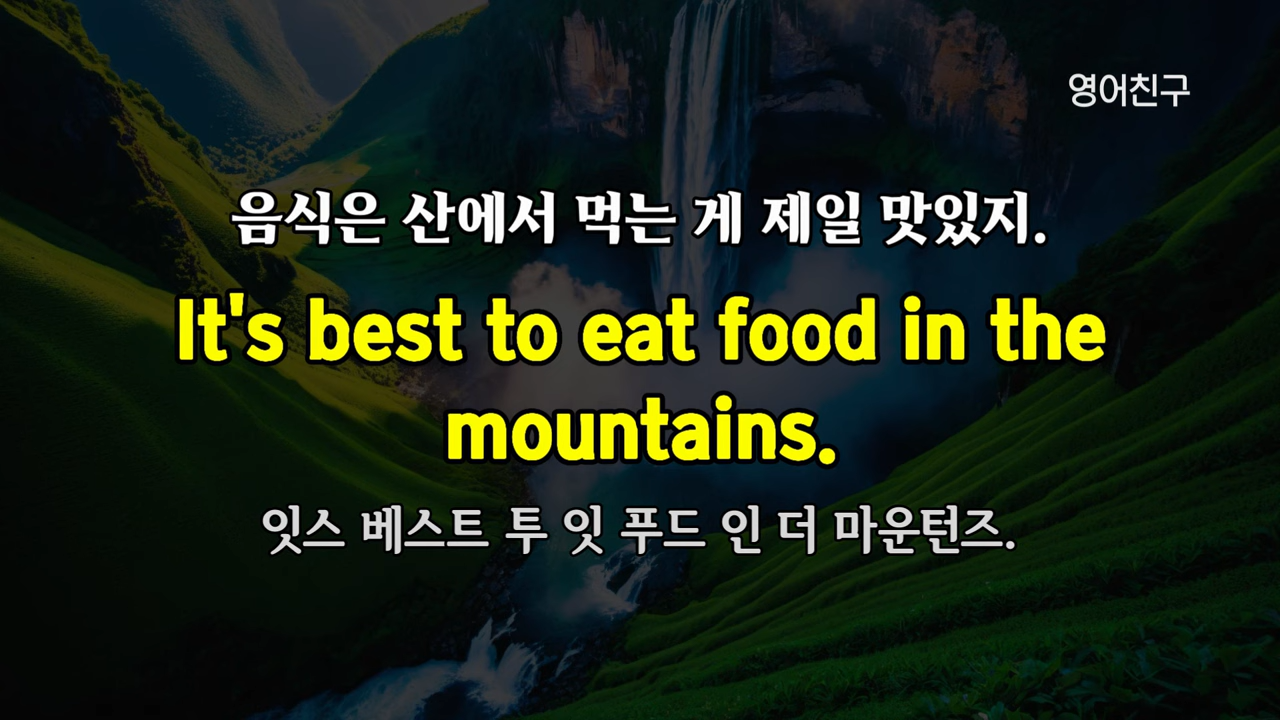 영어친구
음식은 산에서 먹는 게 제일 맛있지.
It's best to eat food in the
mountains.
잇스 베스트 투 잇 푸드 인 더 마운턴즈.